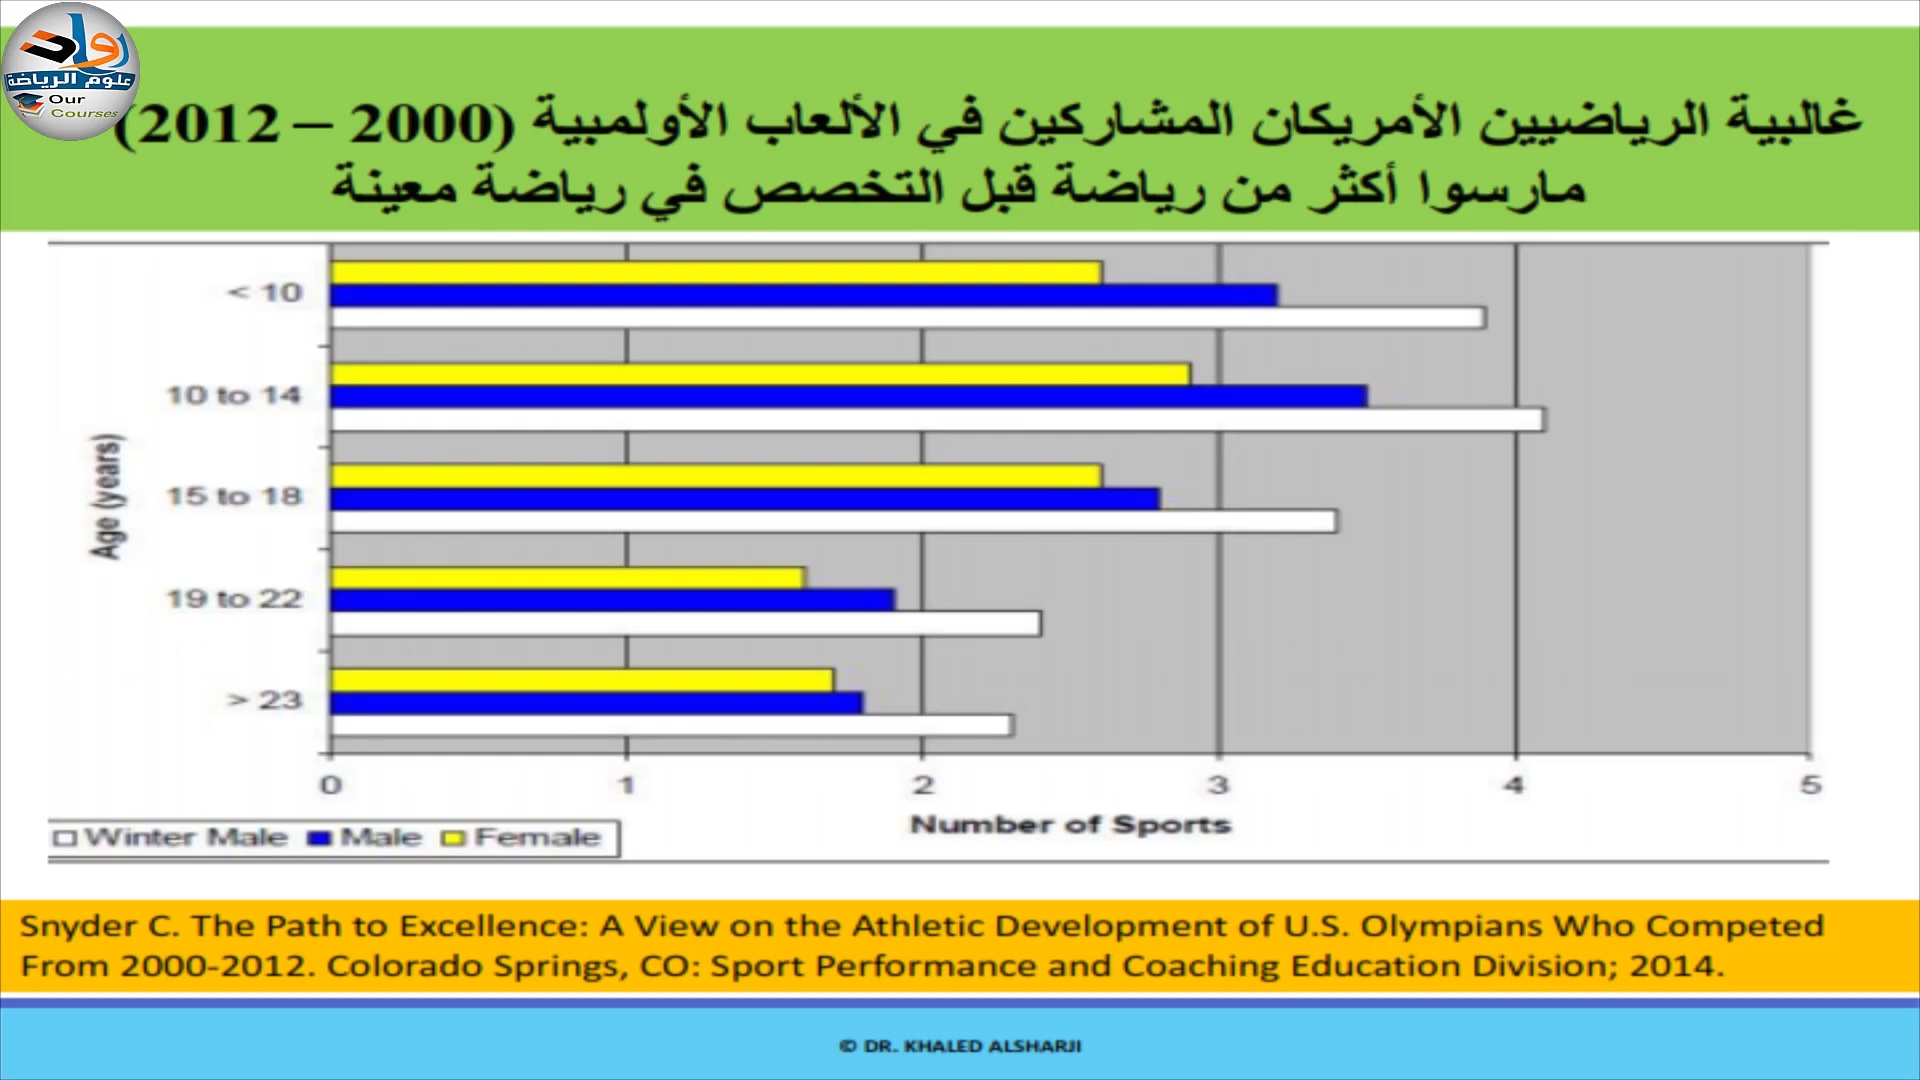 رواد
علوم الرياضة
Our
Courses
غالبية الرياضيين الأمريكان المشاركين في الألعاب الأولمبية (2000 – 2012)
مارسوا أكثر من رياضة قبل التخصص في رياضة معينة
Age (years)
< 10
10 to 14
15 to 18
19 to 22
> 23
0 1 2 3 4 5
Number of Sports
Winter Male Male Female
Snyder C. The Path to Excellence: A View on the Athletic Development of U.S. Olympians Who Competed
From 2000-2012. Colorado Springs, CO: Sport Performance and Coaching Education Division; 2014.
© DR. KHALED ALSHARJI